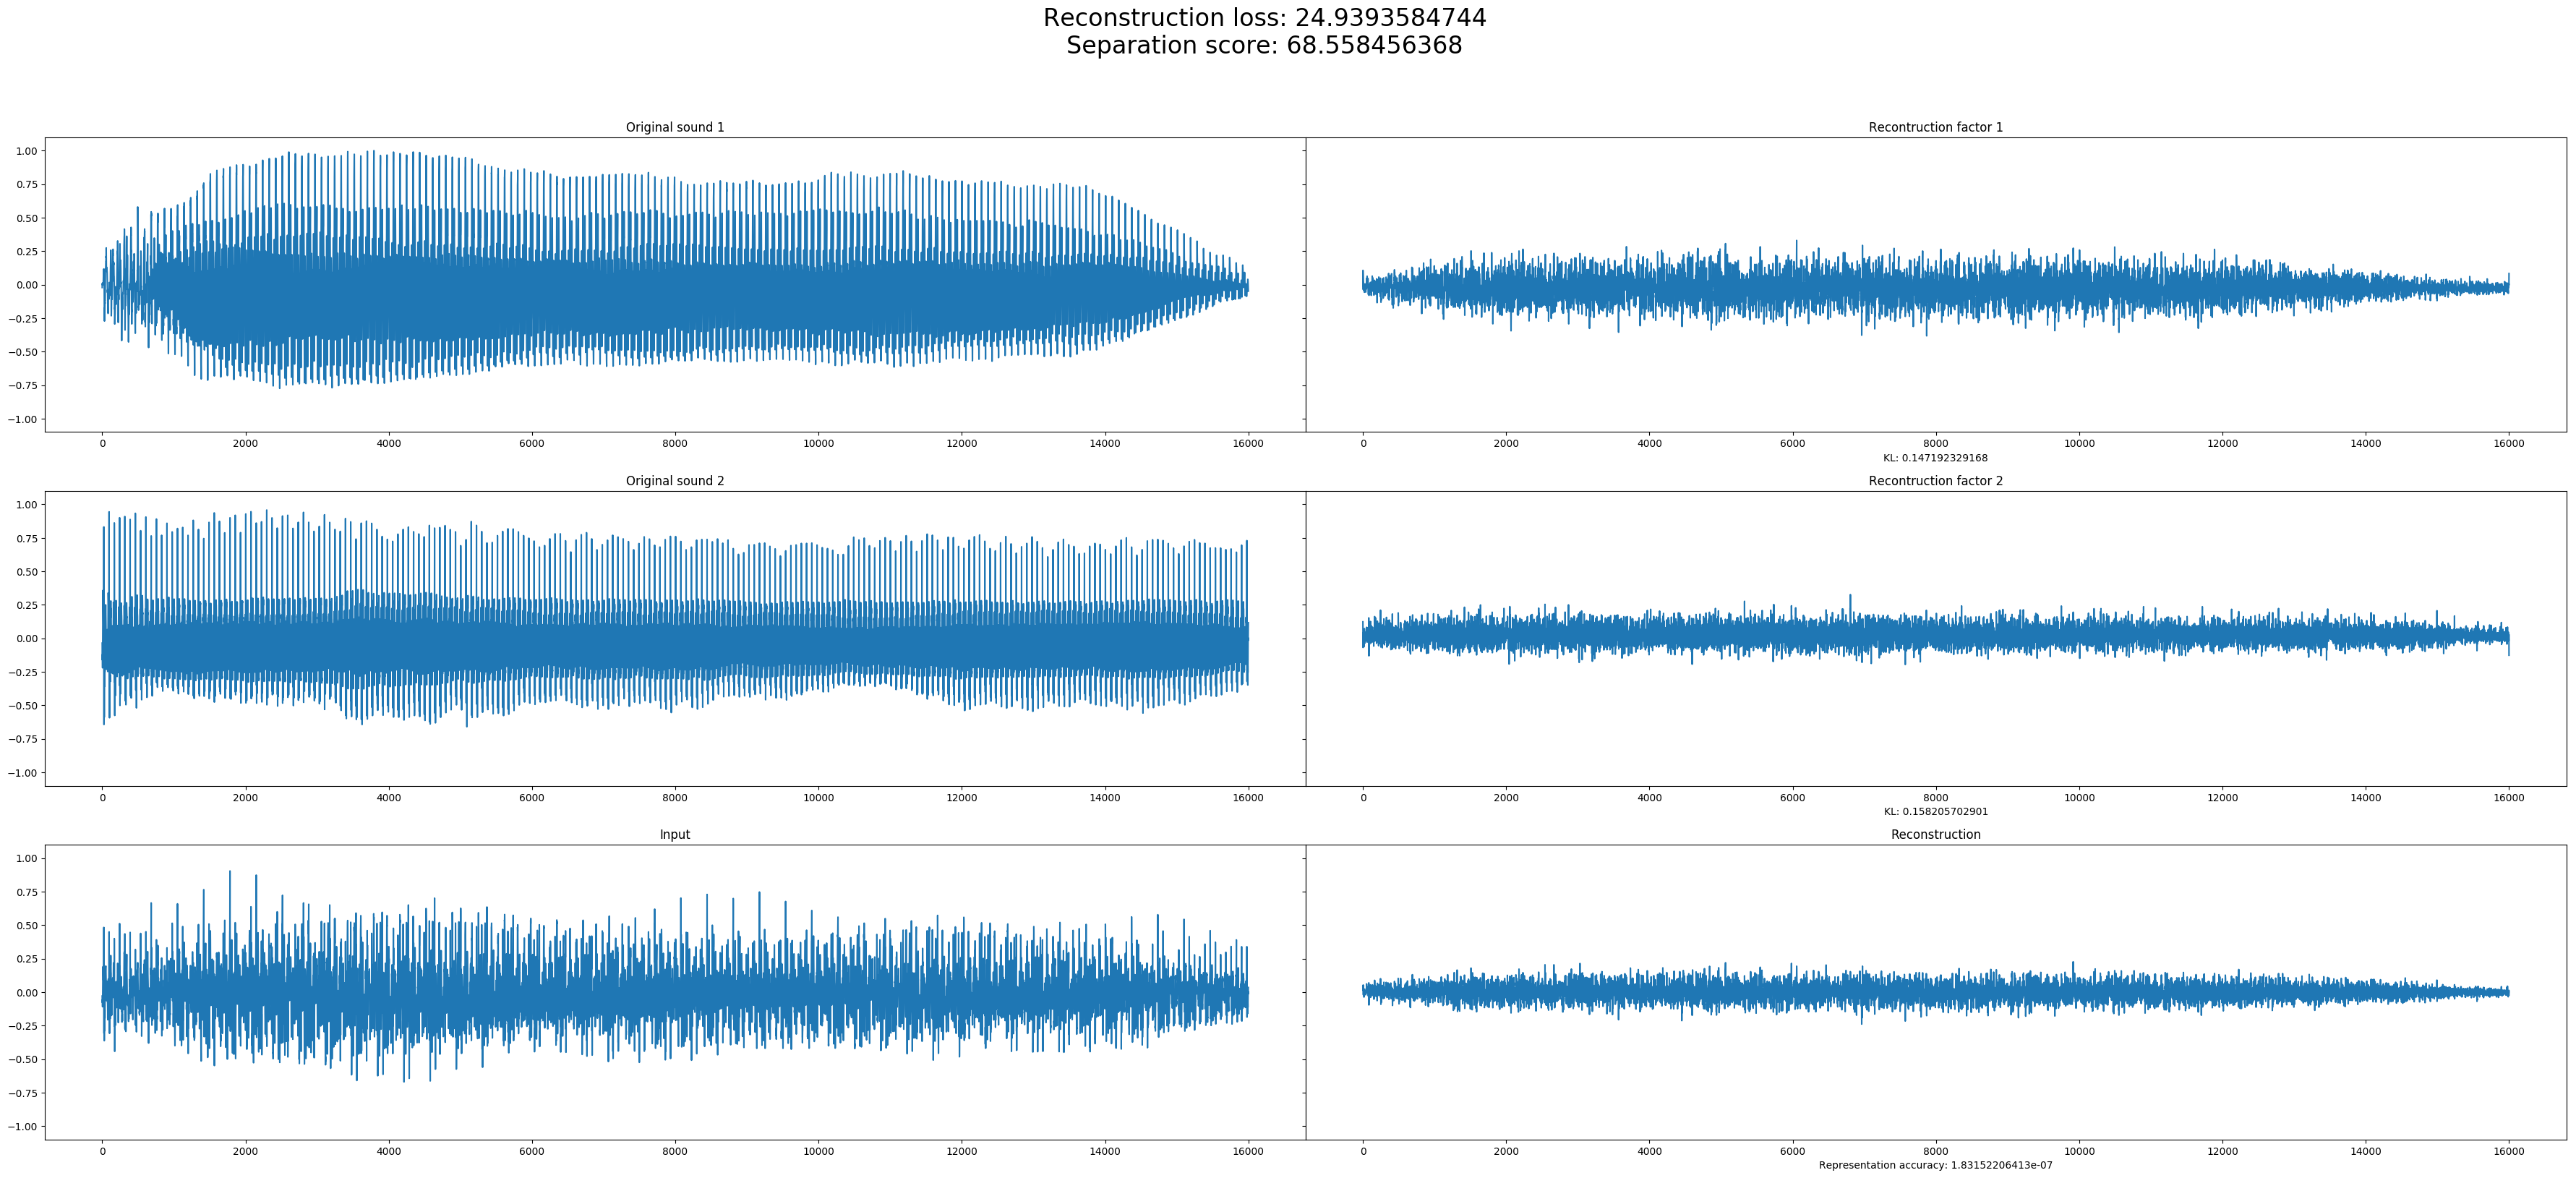 Reconstruction loss: 24.9393584744
Separation score: 68.558456368
Original sound 1
Recontruction factor 1
1.00
0.75
0.50
0.25
0.00
−0.25
−0.50
−0.75
−1.00
0 2000 4000 6000 8000 10000 12000 14000 16000
0 2000 4000 6000 8000 10000 12000 14000 16000
KL: 0.147192329168
Original sound 2
Recontruction factor 2
1.00
0.75
0.50
0.25
0.00
−0.25
−0.50
−0.75
−1.00
0 2000 4000 6000 8000 10000 12000 14000 16000
0 2000 4000 6000 8000 10000 12000 14000 16000
KL: 0.158205702901
Input
Reconstruction
1.00
0.75
0.50
0.25
0.00
−0.25
−0.50
−0.75
−1.00
0 2000 4000 6000 8000 10000 12000 14000 16000
0 2000 4000 6000 8000 10000 12000 14000 16000
Representation accuracy: 1.83152206413e-07